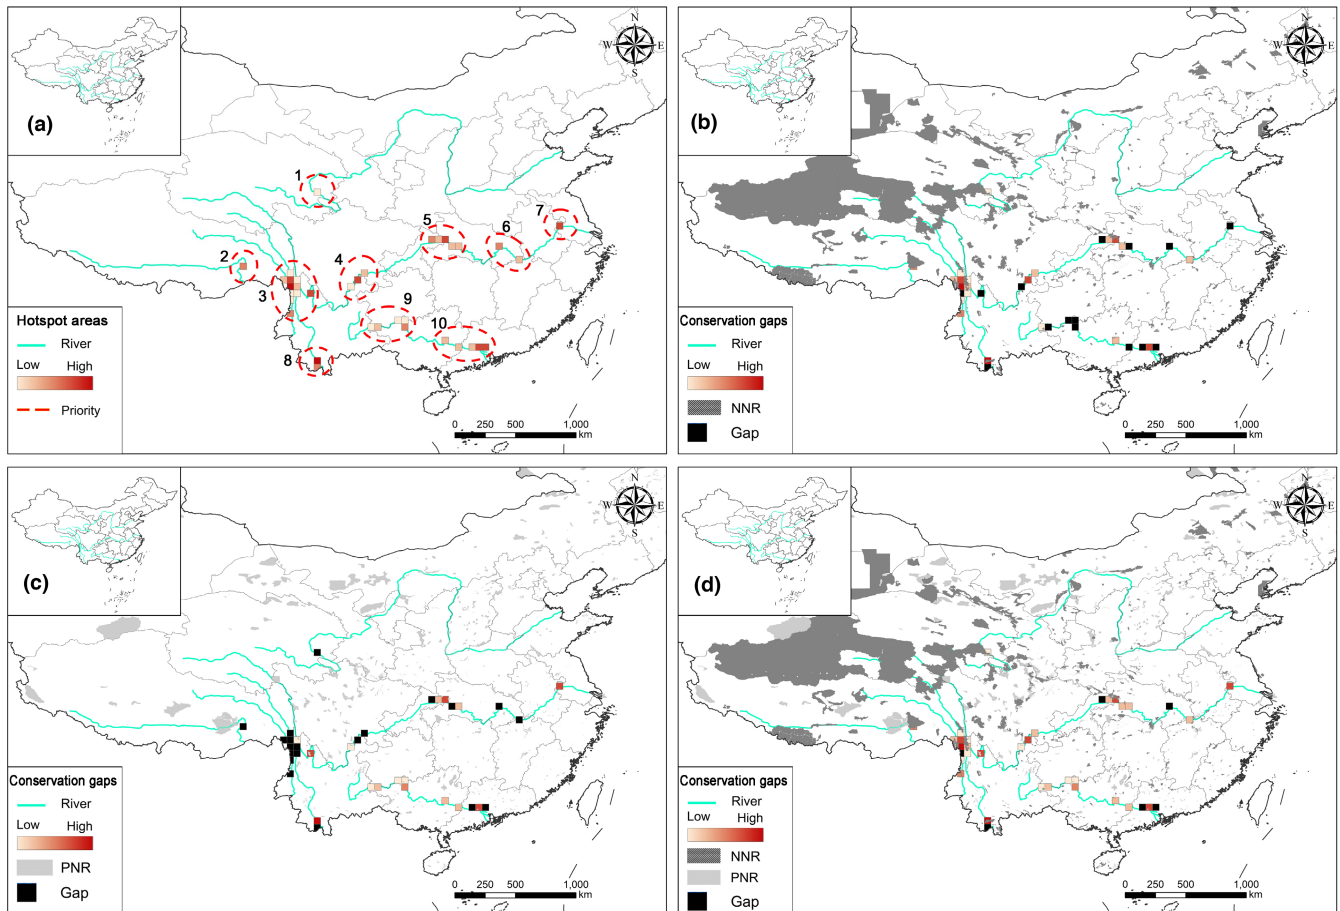 N
W E
S
(a)
1
2
3
4
5
6
7
8
9
10
Hotspot areas
River
Low High
Priority
0 250 500 1,000
km
N
W E
S
(b)
Conservation gaps
River
Low High
NNR
Gap
0 250 500 1,000
km
N
W E
S
(c)
Conservation gaps
River
Low High
PNR
Gap
0 250 500 1,000
km
N
W E
S
(d)
Conservation gaps
River
Low High
NNR
PNR
Gap
0 250 500 1,000
km